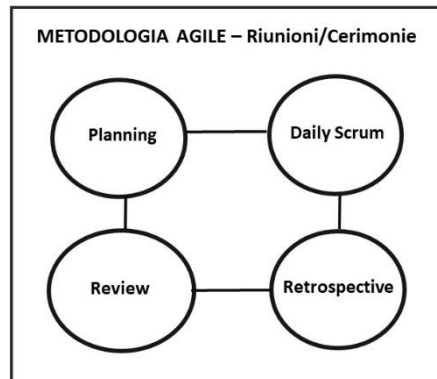 METODOLOGIA AGILE – Riunioni/Cerimonie
Planning
Daily Scrum
Review
Retrospective